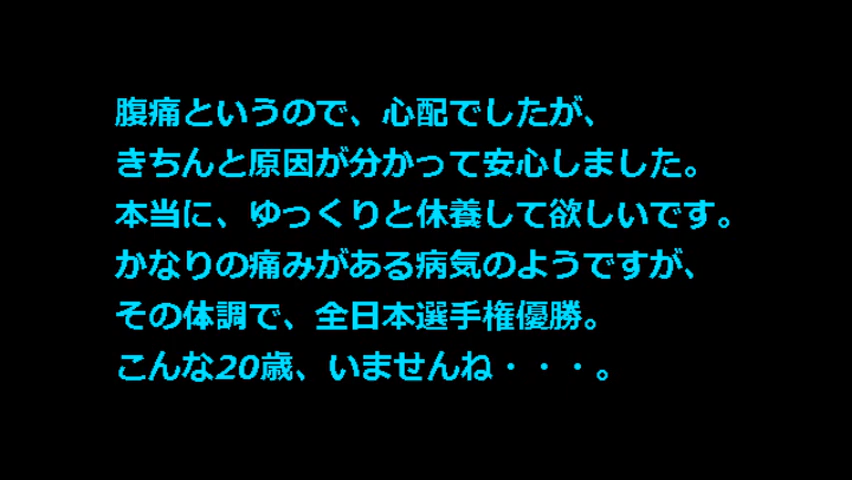 腹痛というので、心配でしたが、
きちんと原因が分かって安心しました。
本当に、ゆっくりと休養して欲しいです。
かなりの痛みがある病気のようですが、
その体調で、全日本選手権優勝。
こんな20歳、いませんね・・・。